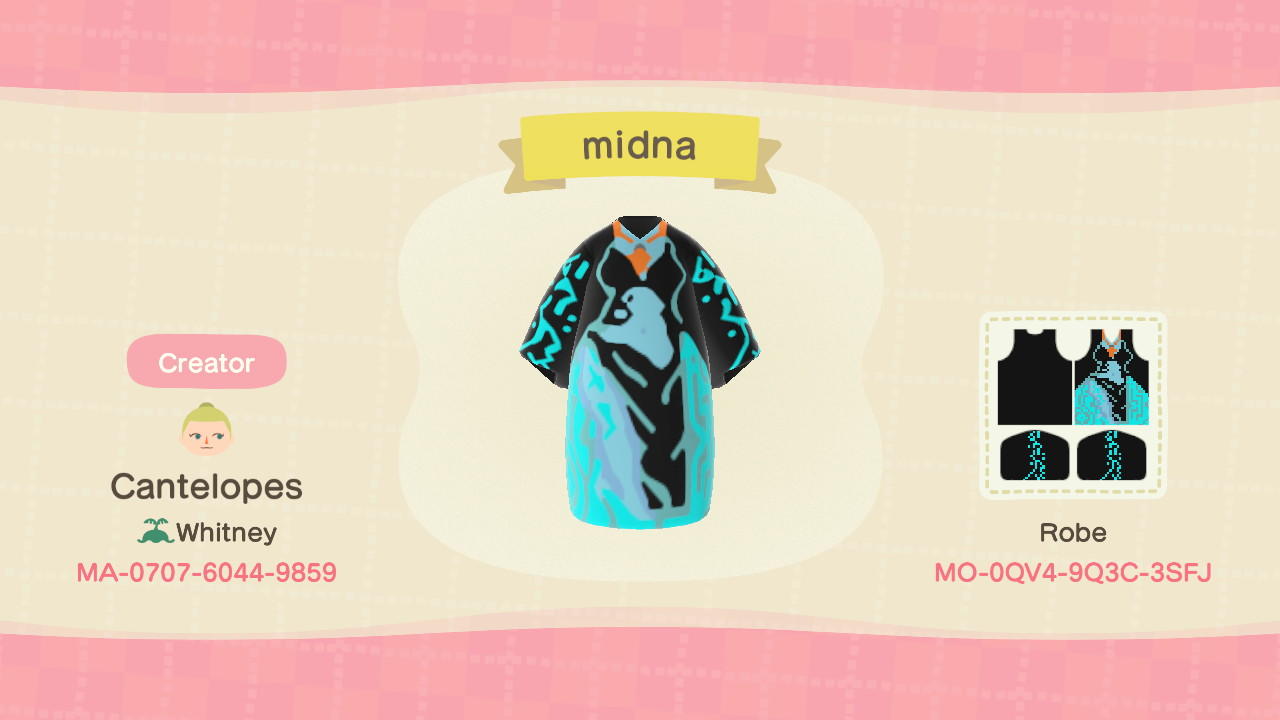 midna
Creator
Cantelopes
Whitney
MA-0707-6044-9859
Robe
MO-0QV4-9Q3C-3SFJ